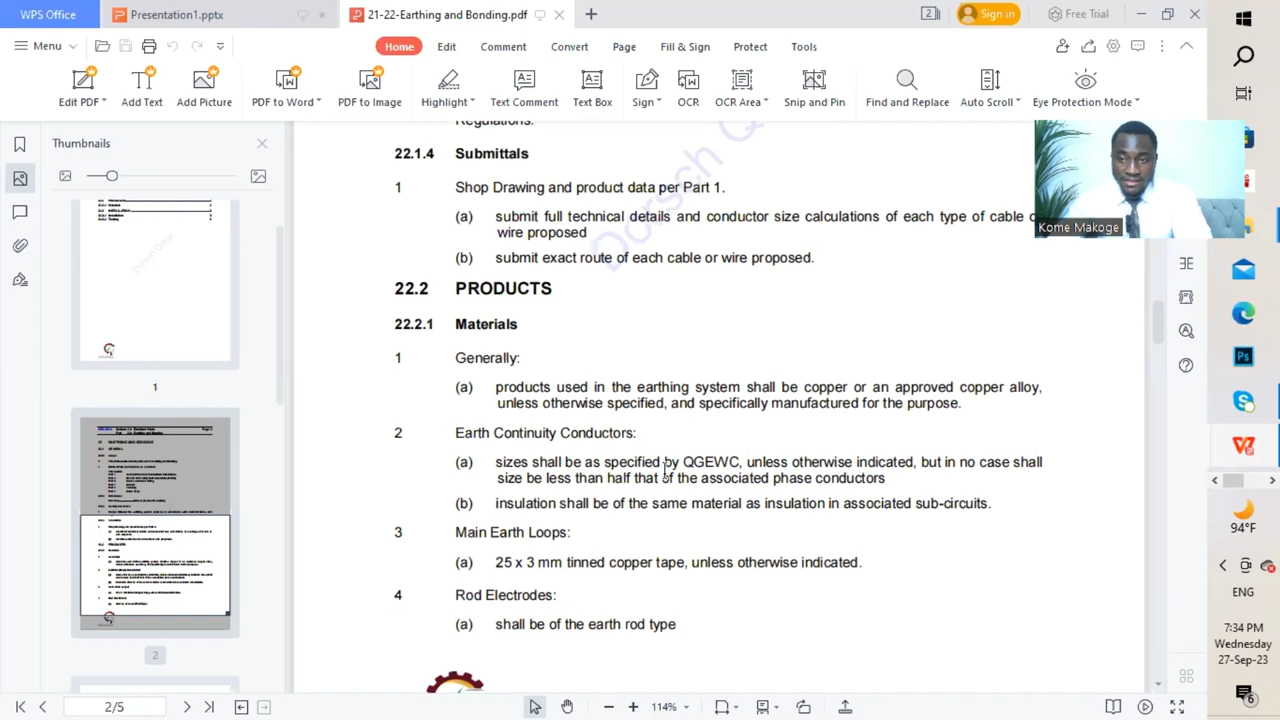 WPS Office
Presentation1.pptx
21-22-Earthing and Bonding.pdf
Sign in
Free Trial
Menu
Home
Edit
Comment
Convert
Page
Fill & Sign
Protect
Tools
Edit PDF
Add Text
Add Picture
PDF to Word
PDF to Image
Highlight
Text Comment
Text Box
Sign
OCR
OCR Area
Snip and Pin
Find and Replace
Auto Scroll
Eye Protection Mode
Thumbnails
1
2
Regulations.
22.1.4 Submittals
1 Shop Drawing and product data per Part 1.
(a) submit full technical details and conductor size calculations of each type of cable
wire proposed
(b) submit exact route of each cable or wire proposed.
22.2 PRODUCTS
22.2.1 Materials
1 Generally:
(a) products used in the earthing system shall be copper or an approved copper alloy,
unless otherwise specified, and specifically manufactured for the purpose.
2 Earth Continuity Conductors:
(a) sizes shall be as specified by QGEWC, unless otherwise indicated, but in no case shall
size be less than half that of the associated phase conductors
(b) insulation shall be of the same material as insulation in associated sub-circuits.
3 Main Earth Loops:
(a) 25 x 3 mm tinned copper tape, unless otherwise indicated.
4 Rod Electrodes:
(a) shall be of the earth rod type
Dorsch Q
Kome Makoge
2/5
114%
94°F
ENG
7:34 PM
Wednesday
27-Sep-23
6